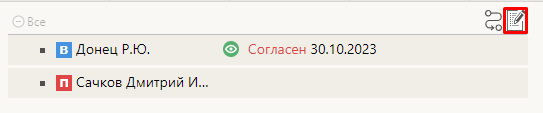 Все
В Донец Р.Ю. Согласен 30.10.2023
П Сачков Дмитрий И...